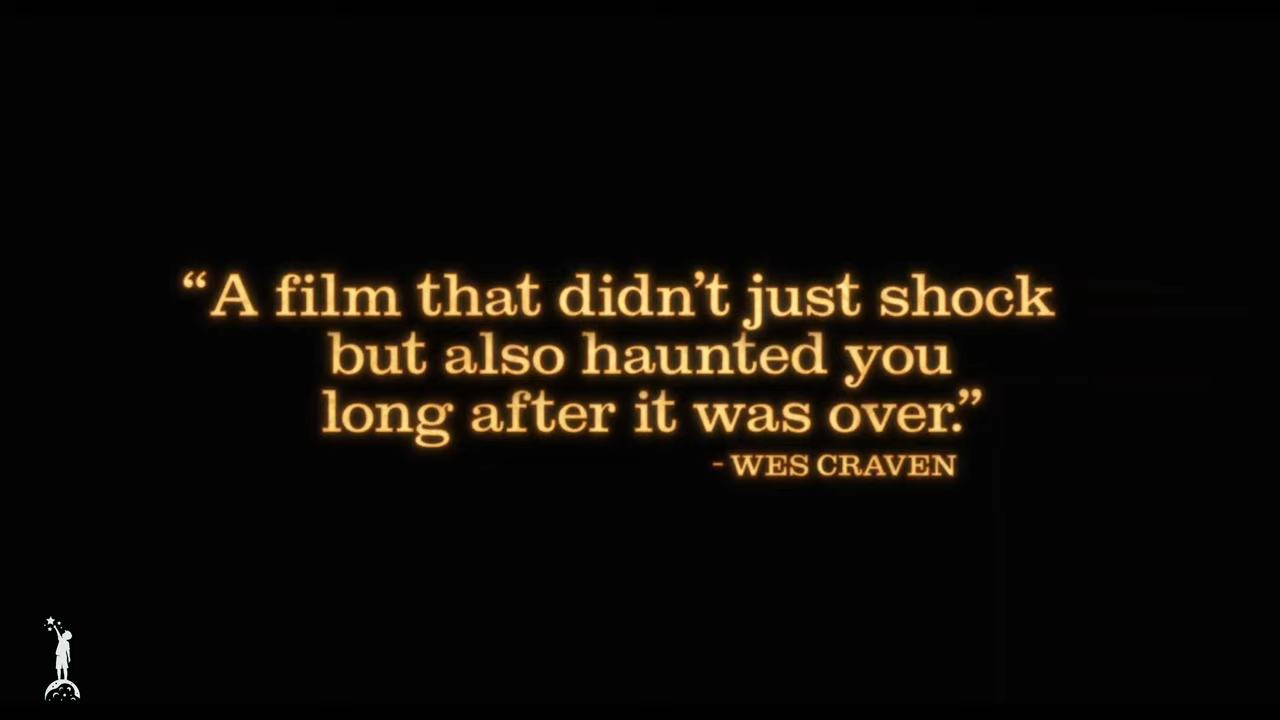 “A film that didn’t just shock
but also haunted you
long after it was over.”
- WES CRAVEN